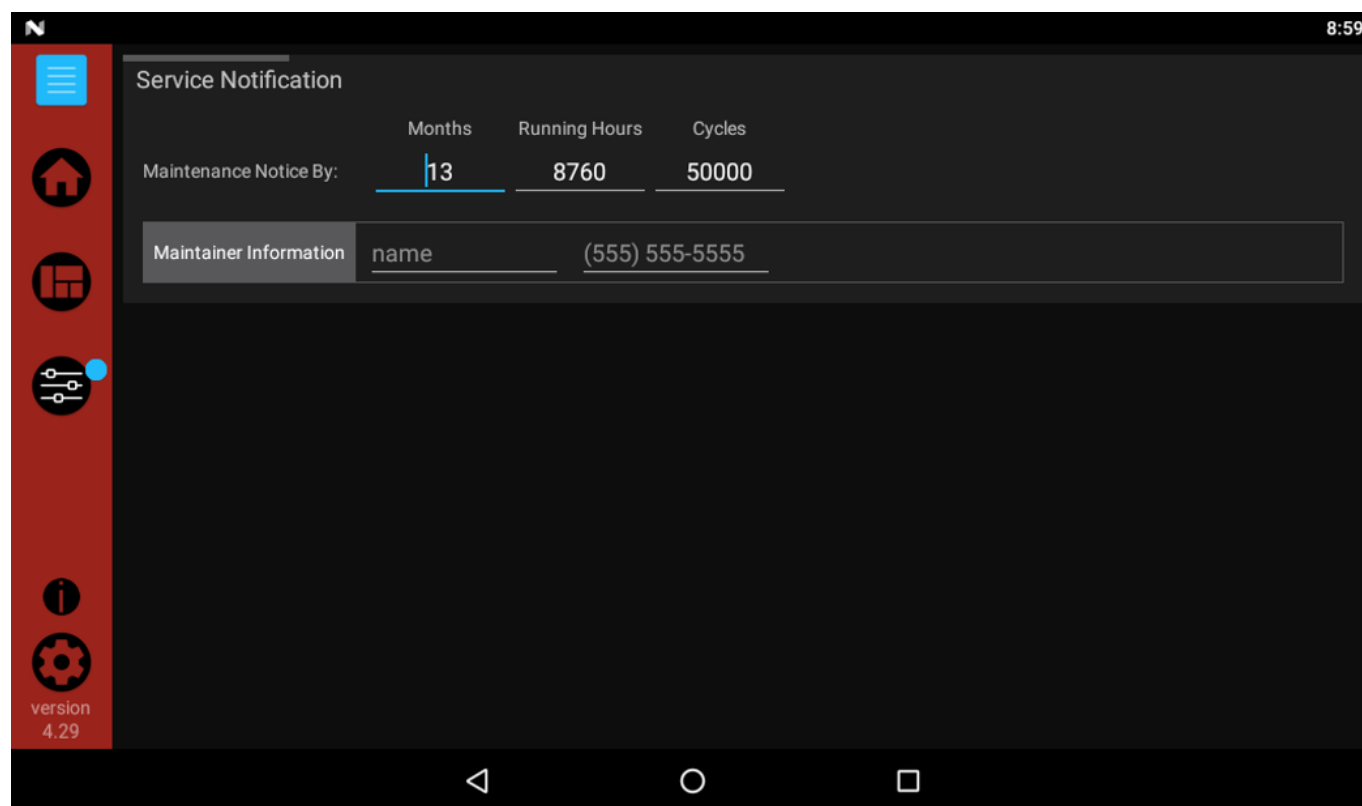 8:59
Service Notification
Months Running Hours Cycles
Maintenance Notice By: 13 8760 50000
Maintainer Information name (555) 555-5555
version
4.29